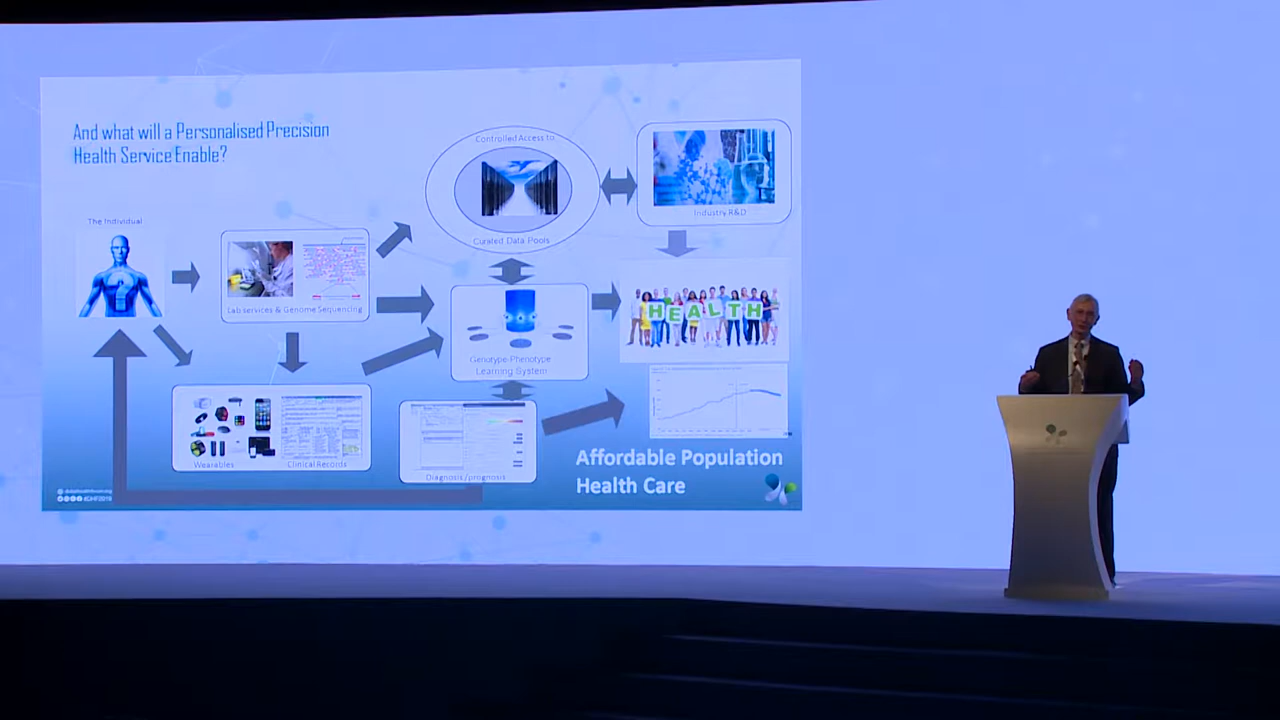 And what will a Personalised Precision
Health Service Enable?
Controlled Access to
Curated Data Pools
Industry R&D
The Individual
Lab services & Genome Sequencing
HEALTH
Genotype-Phenotype
Learning System
Wearables
Clinical Records
Diagnosis /prognosis
Affordable Population
Health Care
#DHF2019